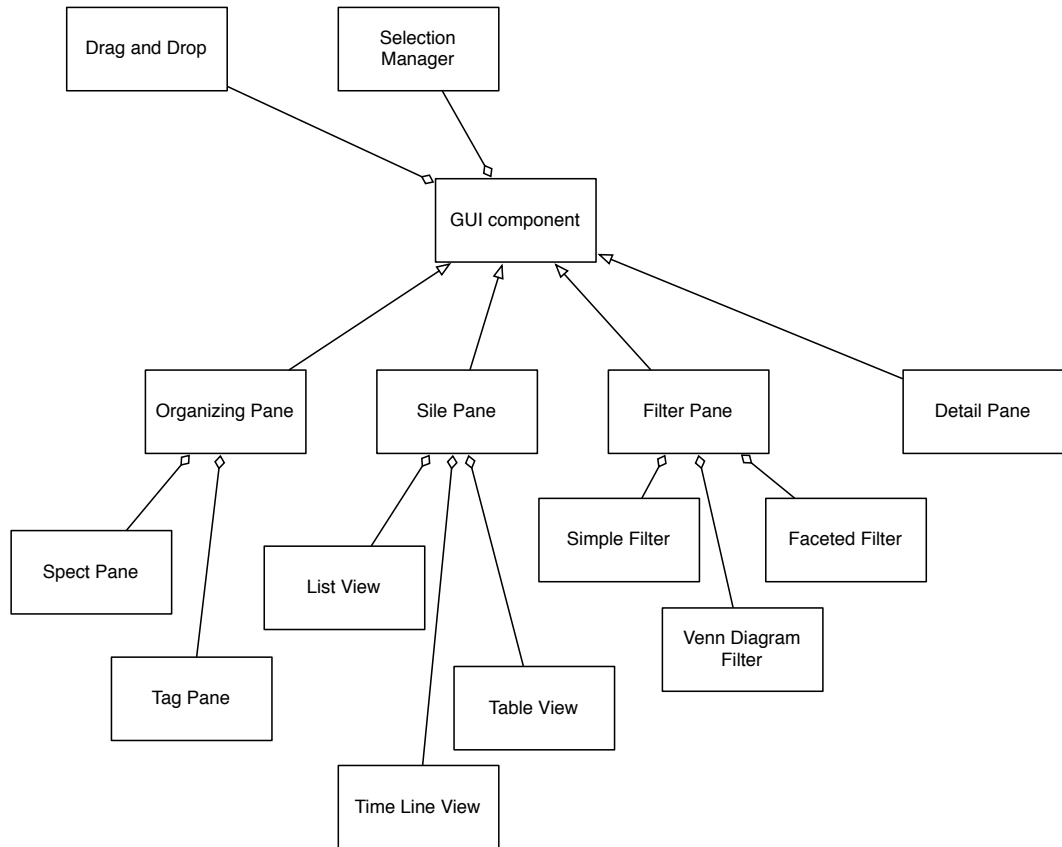 Drag and Drop
Selection
Manager
GUI component
Organizing Pane
Sile Pane
Filter Pane
Detail Pane
Spect Pane
List View
Simple Filter
Faceted Filter
Tag Pane
Table View
Venn Diagram
Filter
Time Line View